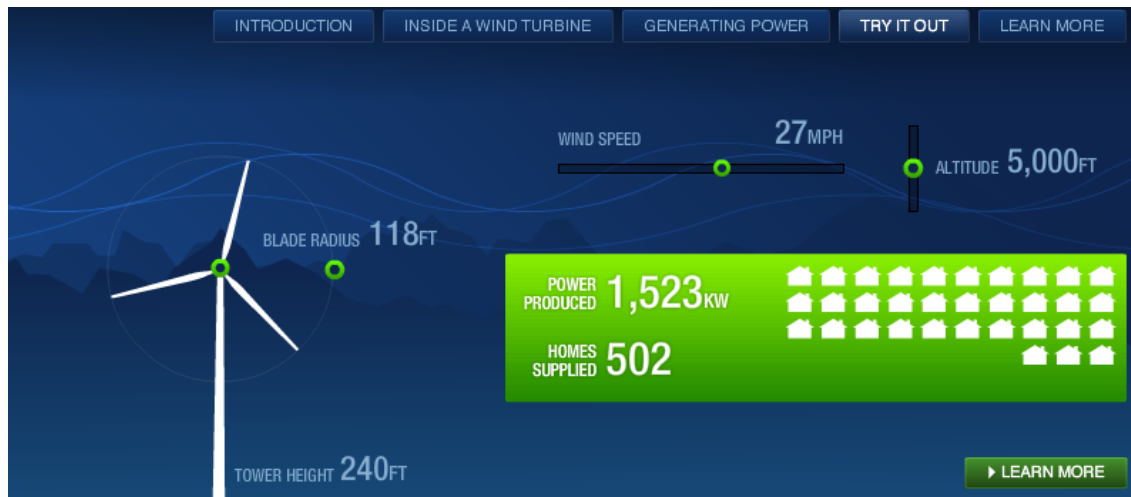 INTRODUCTION
INSIDE A WIND TURBINE
GENERATING POWER
TRY IT OUT
LEARN MORE
WIND SPEED 27MPH
ALTITUDE 5,000FT
BLADE RADIUS 118FT
POWER PRODUCED 1,523KW
HOMES SUPPLIED 502
TOWER HEIGHT 240FT
LEARN MORE